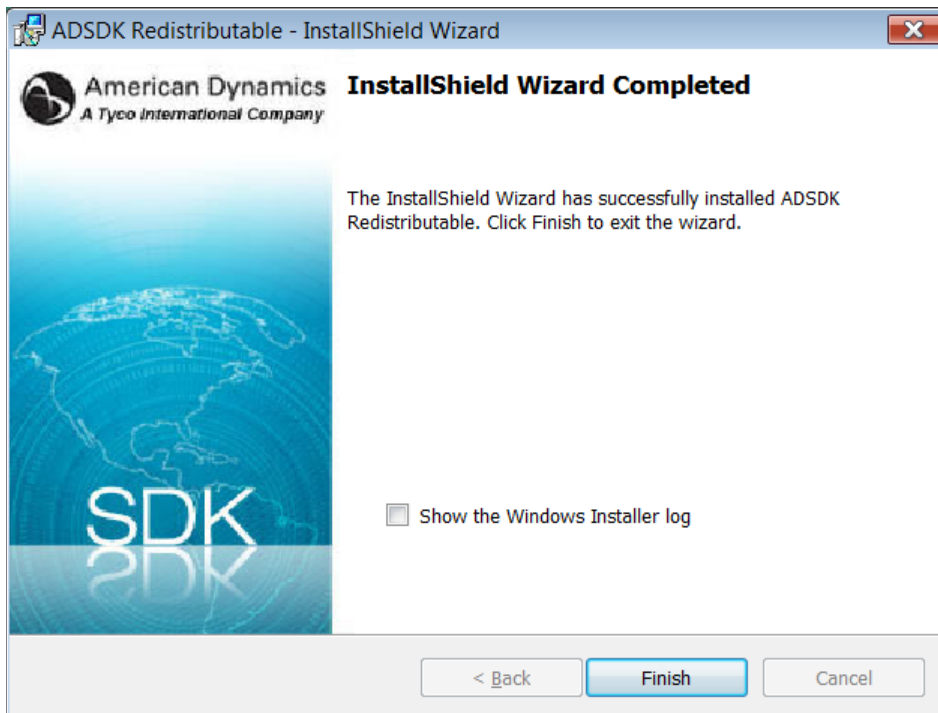 ADSDK Redistributable - InstallShield Wizard
American Dynamics
A Tyco International Company
InstallShield Wizard Completed
The InstallShield Wizard has successfully installed ADSDK
Redistributable. Click Finish to exit the wizard.
SDK
Show the Windows Installer log
< Back
Finish
Cancel